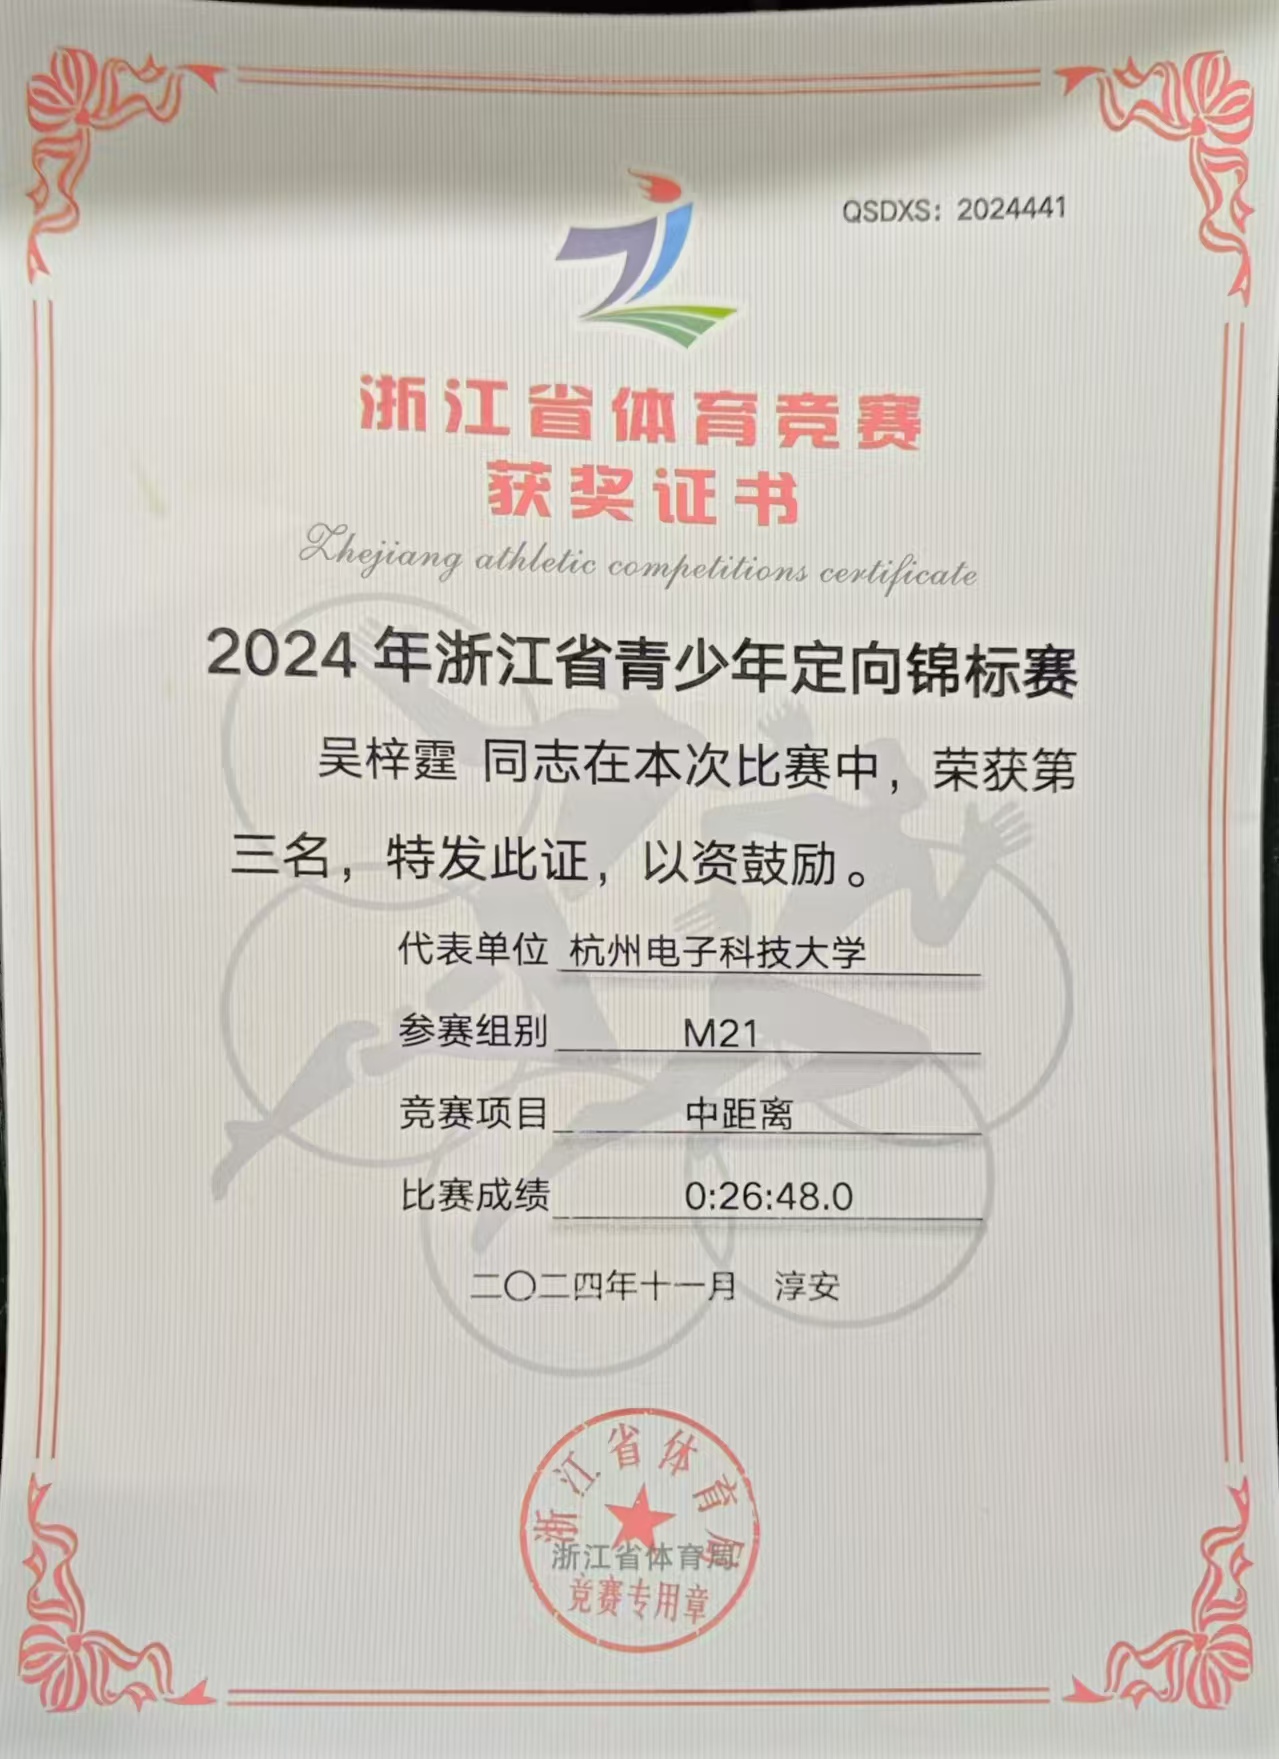 QSDXS：2024441
浙江省体育竞赛
获奖证书
Zhejiang athletic competitions certificate
2024年浙江省青少年定向锦标赛
吴梓霆 同志在本次比赛中，荣获第
三名，特发此证，以资鼓励。
代表单位 杭州电子科技大学
参赛组别 M21
竞赛项目 中距离
比赛成绩 0:26:48.0
二〇二四年十一月 淳安
浙江省体育局
浙江省体育局
竞赛专用章